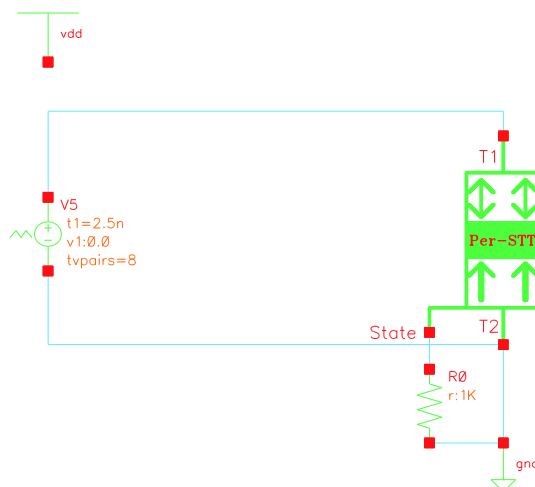 vdd
T1
V5
t1=2.5n
v1:0.0
tvpairs=8
Per-STT
State
T2
R0
r:1K
gnd